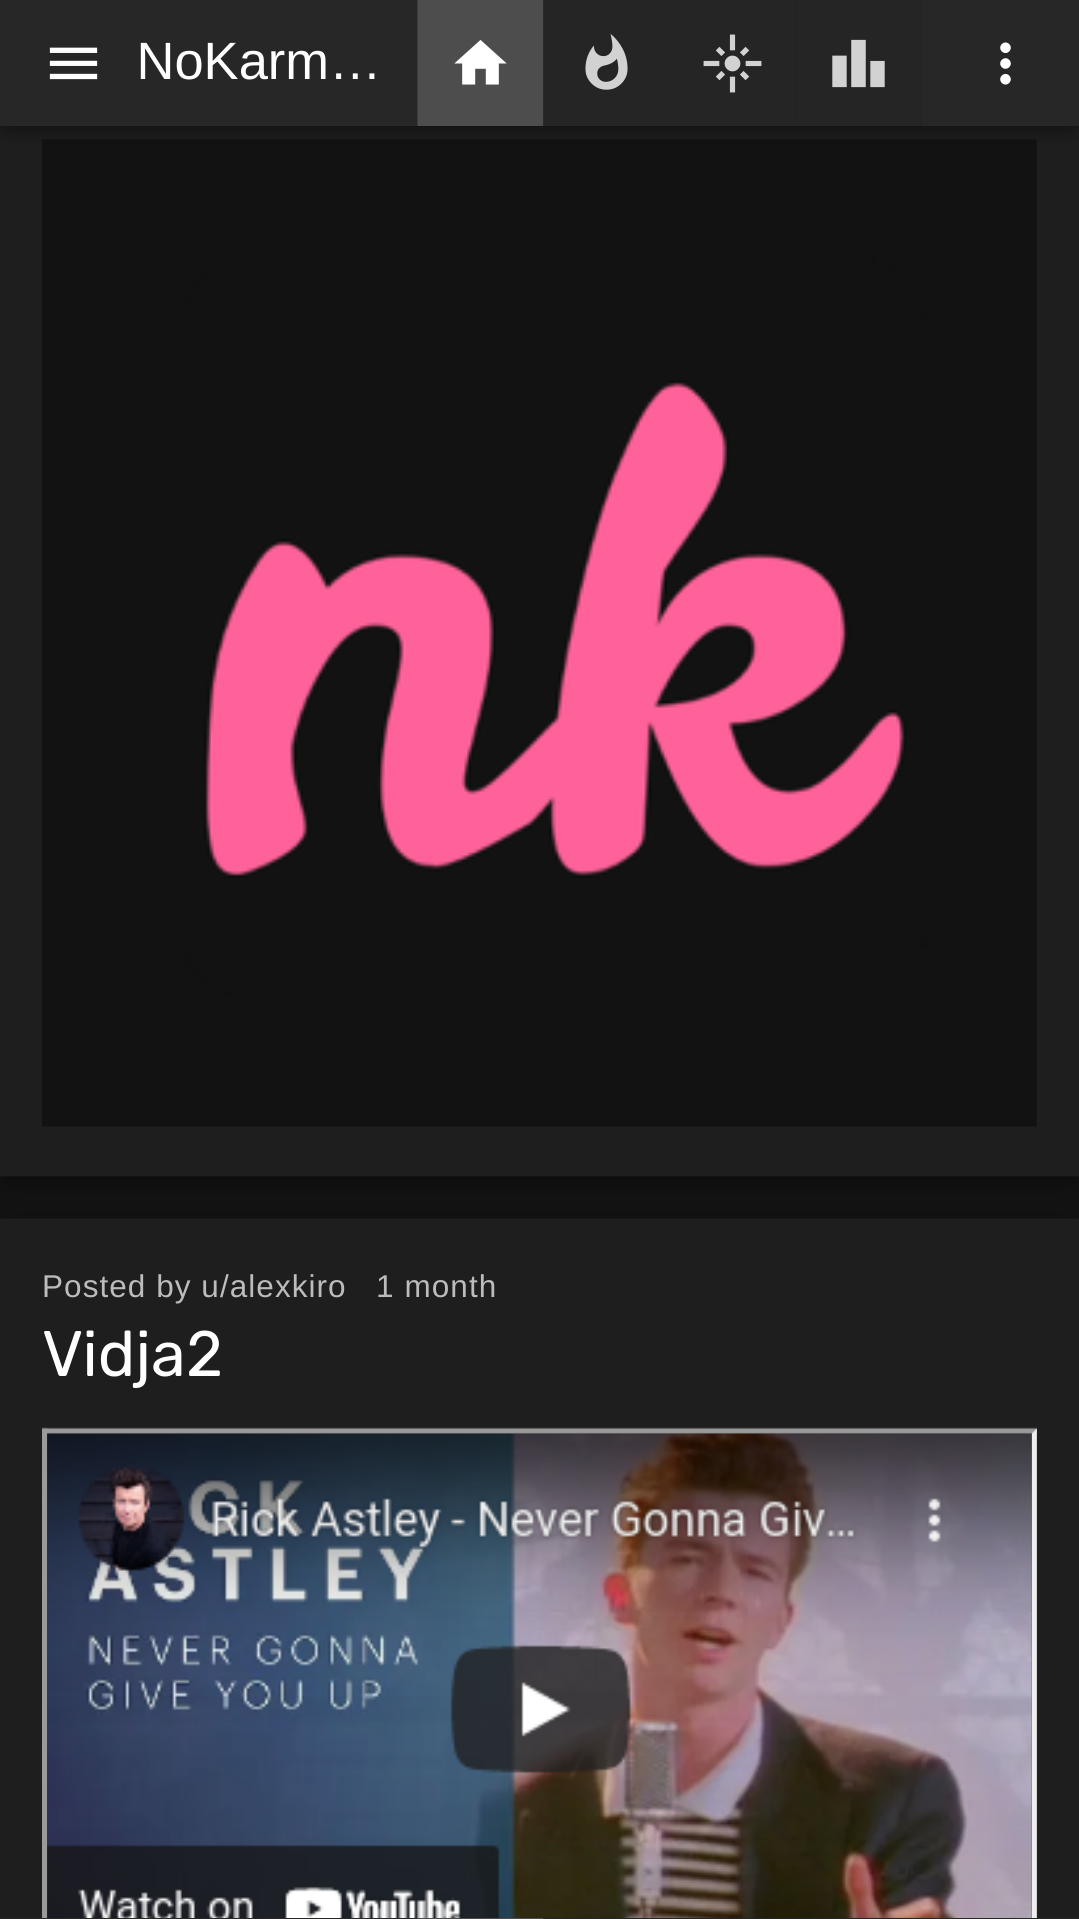 NoKarm...
nk
Posted by u/alexkiro 1 month
Vidja2
Rick Astley - Never Gonna Giv...
CK
ASTLEY
NEVER GONNA
GIVE YOU UP
Watch on YouTube